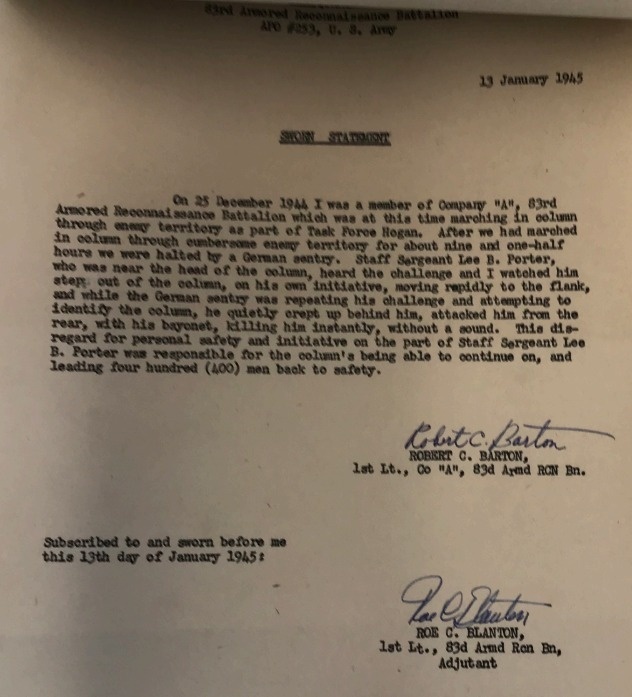 83rd Armored Reconnaissance Battalion
APO #253, U. S. Army
13 January 1945
SWORN STATEMENT
On 25 December 1944 I was a member of Company "A", 83rd
Armored Reconnaissance Battalion which was at this time marching in column
through enemy territory as part of Task Force Hogan. After we had marched
in column through cumbersome enemy territory for about nine and one-half
hours we were halted by a German sentry. Staff Sergeant Lee B. Porter,
who was near the head of the column, heard the challenge and I watched him
step out of the column, on his own initiative, moving rapidly to the flank,
and while the German sentry was repeating his challenge and attempting to
identify the column, he quietly crept up behind him, attacked him from the
rear, with his bayonet, killing him instantly, without a sound. This dis-
regard for personal safety and initiative on the part of Staff Sergeant Lee
B. Porter was responsible for the column's being able to continue on, and
leading four hundred (400) men back to safety.
Robert C. Barton
ROBERT C. BARTON,
1st Lt., Co "A", 83d Armd RCN Bn.
Subscribed to and sworn before me
this 13th day of January 1945:
Roe C. Blanton
ROE C. BLANTON,
1st Lt., 83d Armd Rcn Bn,
Adjutant